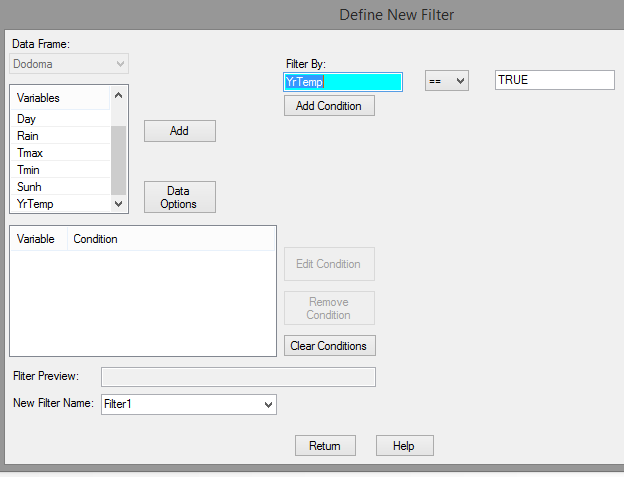 Define New Filter
Data Frame:
Dodoma
Filter By:
YrTemp
==
TRUE
Add Condition
Variables
Day
Rain
Tmax
Tmin
Sunh
YrTemp
Add
Data
Options
Variable Condition
Edit Condition
Remove
Condition
Clear Conditions
Fliter Preview:
New Filter Name: Filter1
Return Help